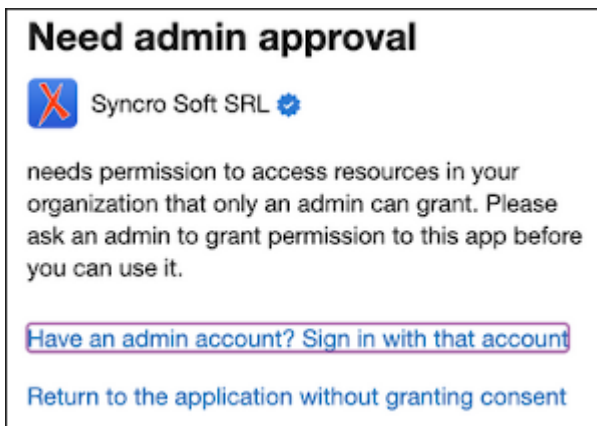 Need admin approval
Syncro Soft SRL
needs permission to access resources in your
organization that only an admin can grant. Please
ask an admin to grant permission to this app before
you can use it.
Have an admin account? Sign in with that account
Return to the application without granting consent